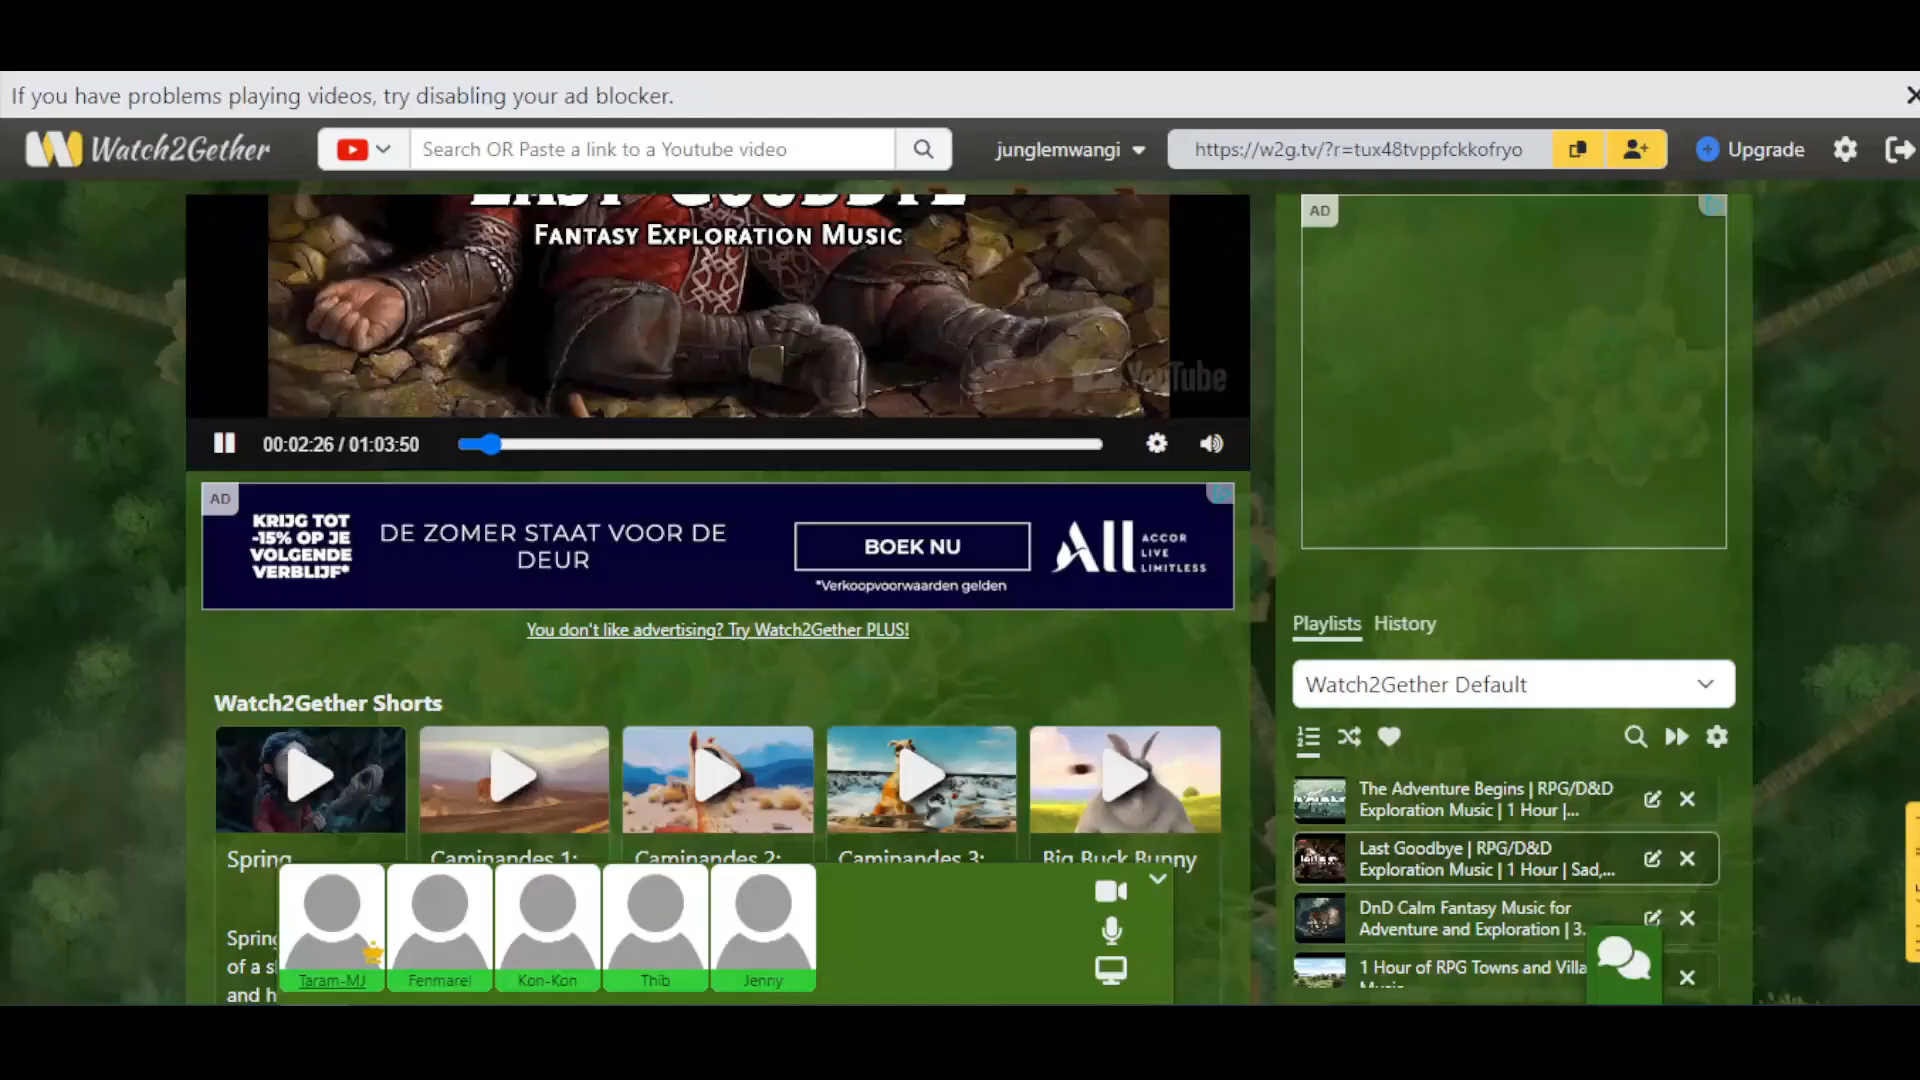 If you have problems playing videos, try disabling your ad blocker.
Watch2Gether
Search OR Paste a link to a Youtube video
junglemwangi
https://w2g.tv/?r=tux48tvppfckkofryo
Upgrade
LAST GOODBYE
FANTASY EXPLORATION MUSIC
YouTube
00:02:26 / 01:03:50
AD
KRIJG TOT
-15% OP JE
VOLGENDE
VERBLIJF*
DE ZOMER STAAT VOOR DE
DEUR
BOEK NU
*Verkoopvoorwaarden gelden
All ACCOR
LIVE
LIMITLESS
You don't like advertising? Try Watch2Gether PLUS!
Watch2Gether Shorts
Spring
Caminandes 1:
Caminandes 2:
Caminandes 3:
Big Buck Bunny
Spring
of a s
and h
Taram-MJ
Fenmarel
Kon-Kon
Thib
Jenny
AD
Playlists History
Watch2Gether Default
The Adventure Begins | RPG/D&D
Exploration Music | 1 Hour |...
Last Goodbye | RPG/D&D
Exploration Music | 1 Hour | Sad,...
DnD Calm Fantasy Music for
Adventure and Exploration | 3.
1 Hour of RPG Towns and Villa
Music